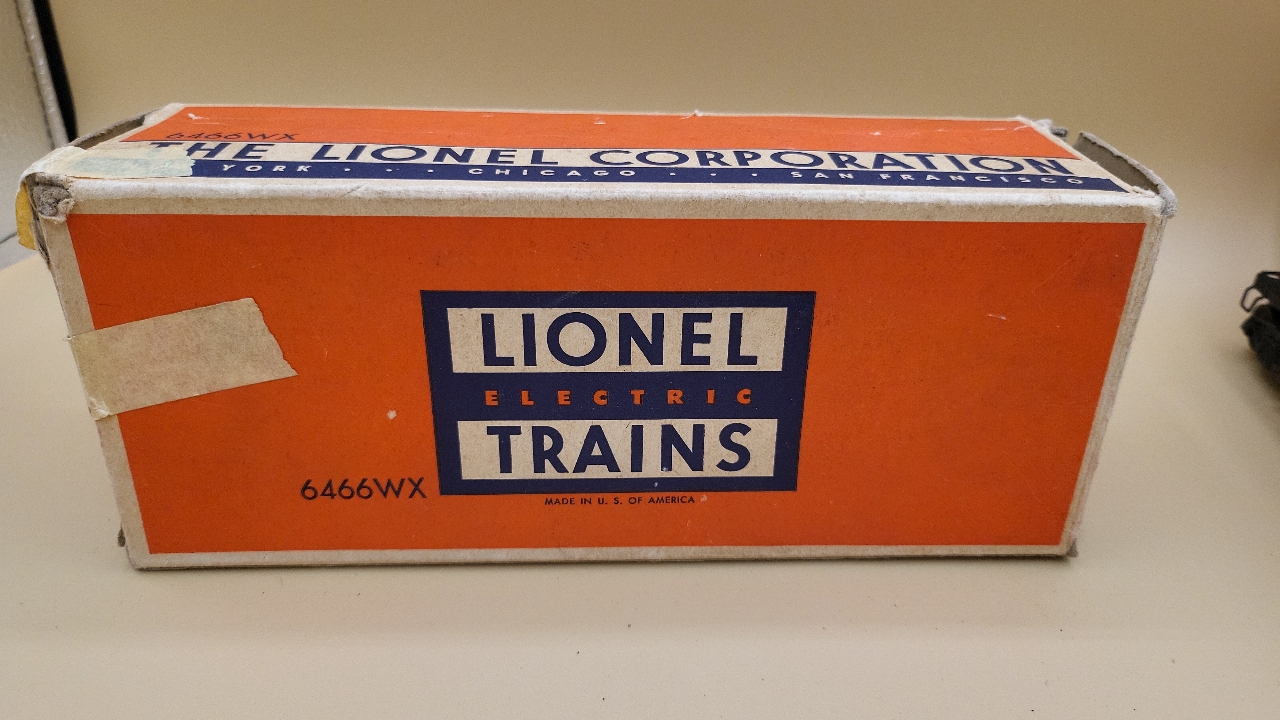 6466WX
THE LIONEL CORPORATION
YORK . . . CHICAGO . . . SAN FRANCISCO
LIONEL
ELECTRIC
TRAINS
6466WX
MADE IN U. S. OF AMERICA